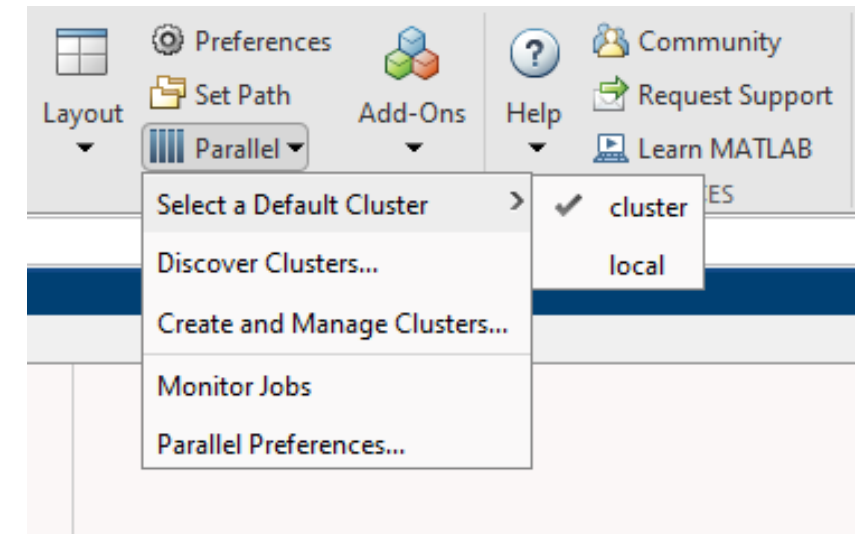 Preferences
Community
Set Path
Request Support
Layout
Add-Ons
Help
Parallel
Learn MATLAB
Select a Default Cluster
cluster
ES
Discover Clusters...
local
Create and Manage Clusters...
Monitor Jobs
Parallel Preferences...